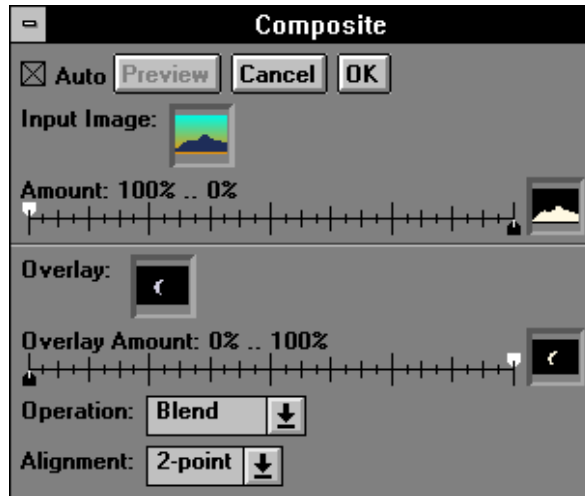 Composite
Auto Preview Cancel OK
Input Image:
Amount: 100% .. 0%
Overlay:
Overlay Amount: 0% .. 100%
Operation: Blend
Alignment: 2-point